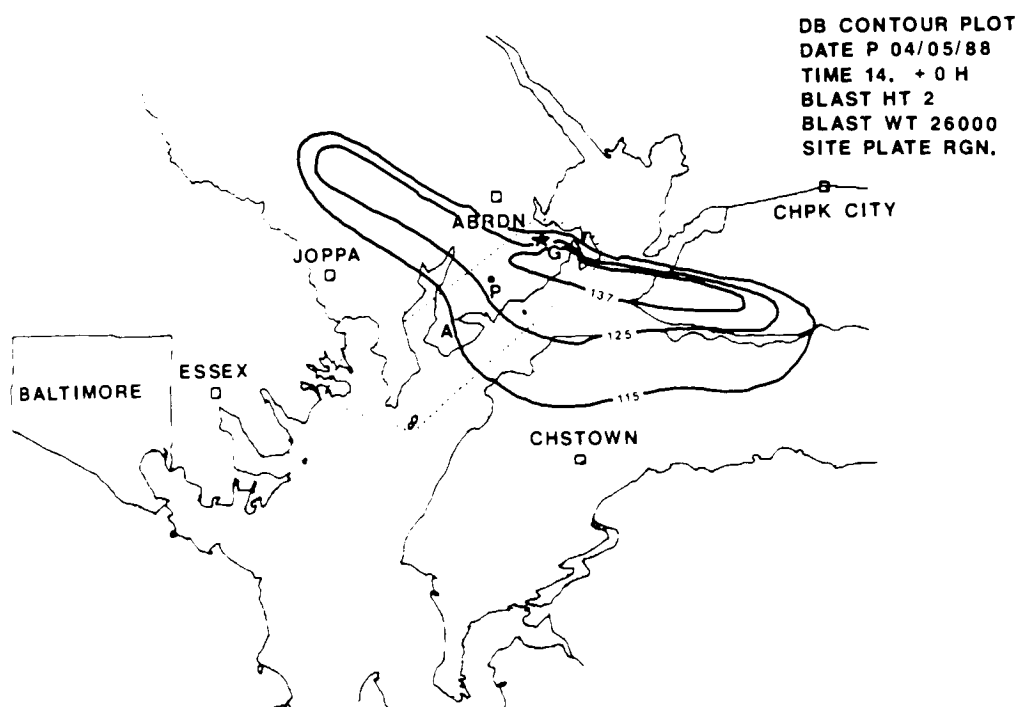 DB CONTOUR PLOT
DATE P 04/05/88
TIME 14. + 0 H
BLAST HT 2
BLAST WT 26000
SITE PLATE RGN.
CHPK CITY
ABRDN
G
JOPPA
P
137
A
125
ESSEX
BALTIMORE
115
8
CHSTOWN